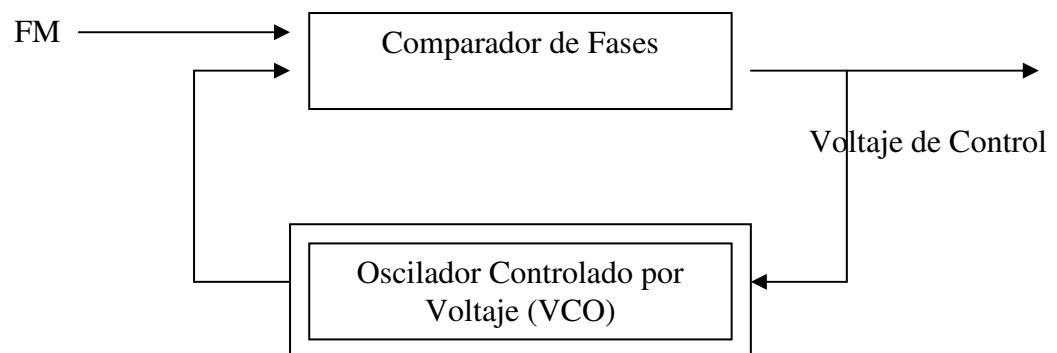 FM
Comparador de Fases
Voltaje de Control
Oscilador Controlado por
Voltaje (VCO)